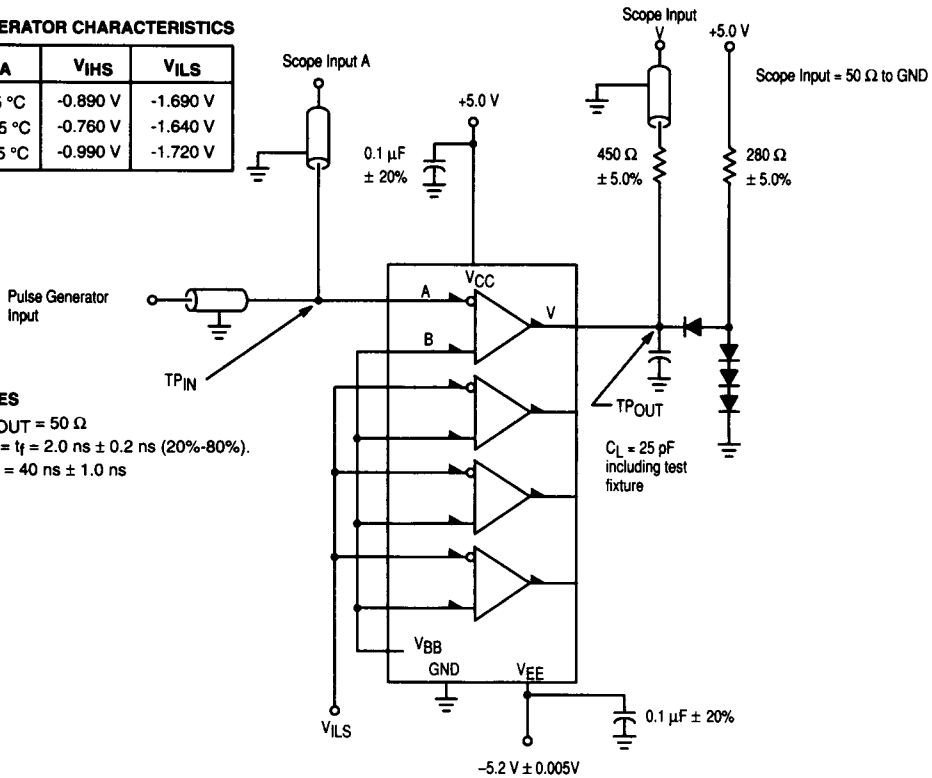 ERATOR CHARACTERISTICS
A VIHS VILS
5 °C -0.890 V -1.690 V
5 °C -0.760 V -1.640 V
5 °C -0.990 V -1.720 V
Scope Input A
+5.0 V
0.1 µF
± 20%
Scope Input
V
+5.0 V
Scope Input = 50 Ω to GND
450 Ω
± 5.0%
280 Ω
± 5.0%
Pulse Generator
Input
TPIN
VCC
A
B
V
TPOUT
CL = 25 pF
including test
fixture
ES
OUT = 50 Ω
= tf = 2.0 ns ± 0.2 ns (20%-80%).
= 40 ns ± 1.0 ns
VBB
GND
VEE
VILS
0.1 µF ± 20%
–5.2 V ± 0.005V